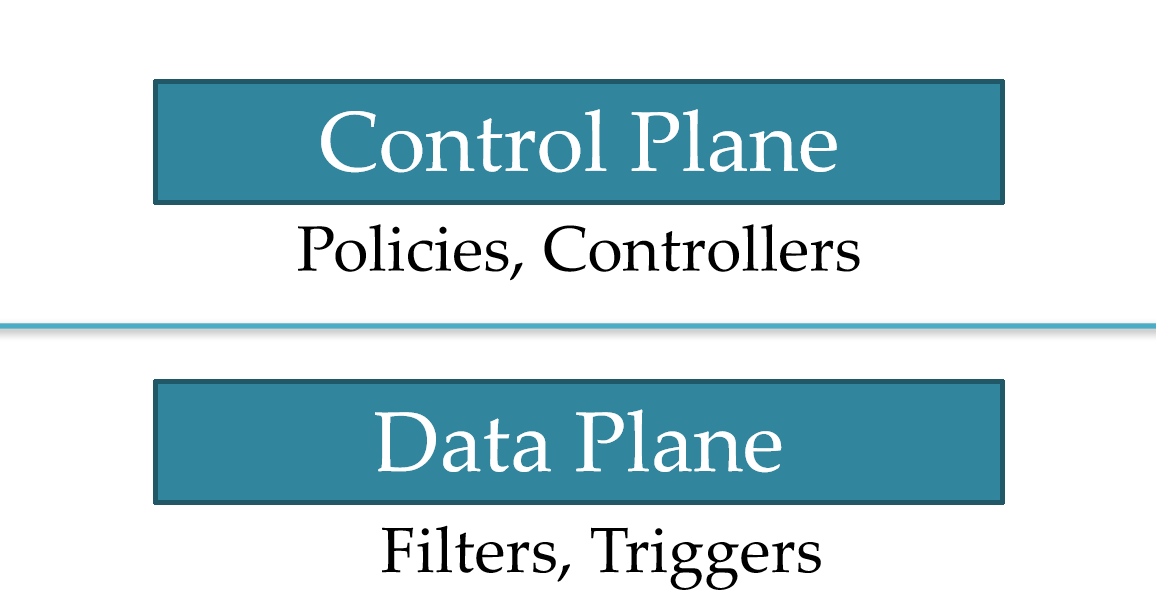 Control Plane
Policies, Controllers
Data Plane
Filters, Triggers